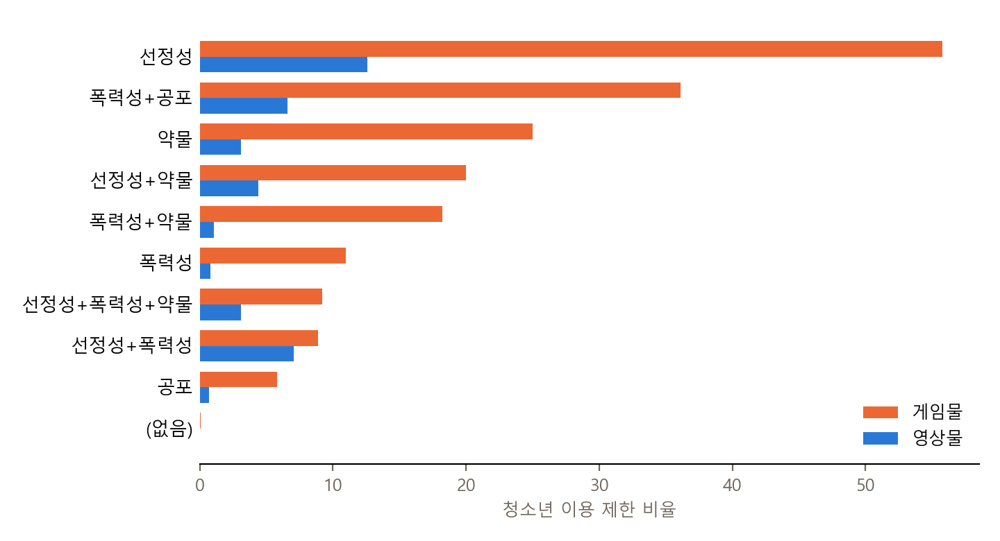 선정성
폭력성+공포
약물
선정성+약물
폭력성+약물
폭력성
선정성+폭력성+약물
선정성+폭력성
공포
(없음)
게임물
영상물
0 10 20 30 40 50
청소년 이용 제한 비율